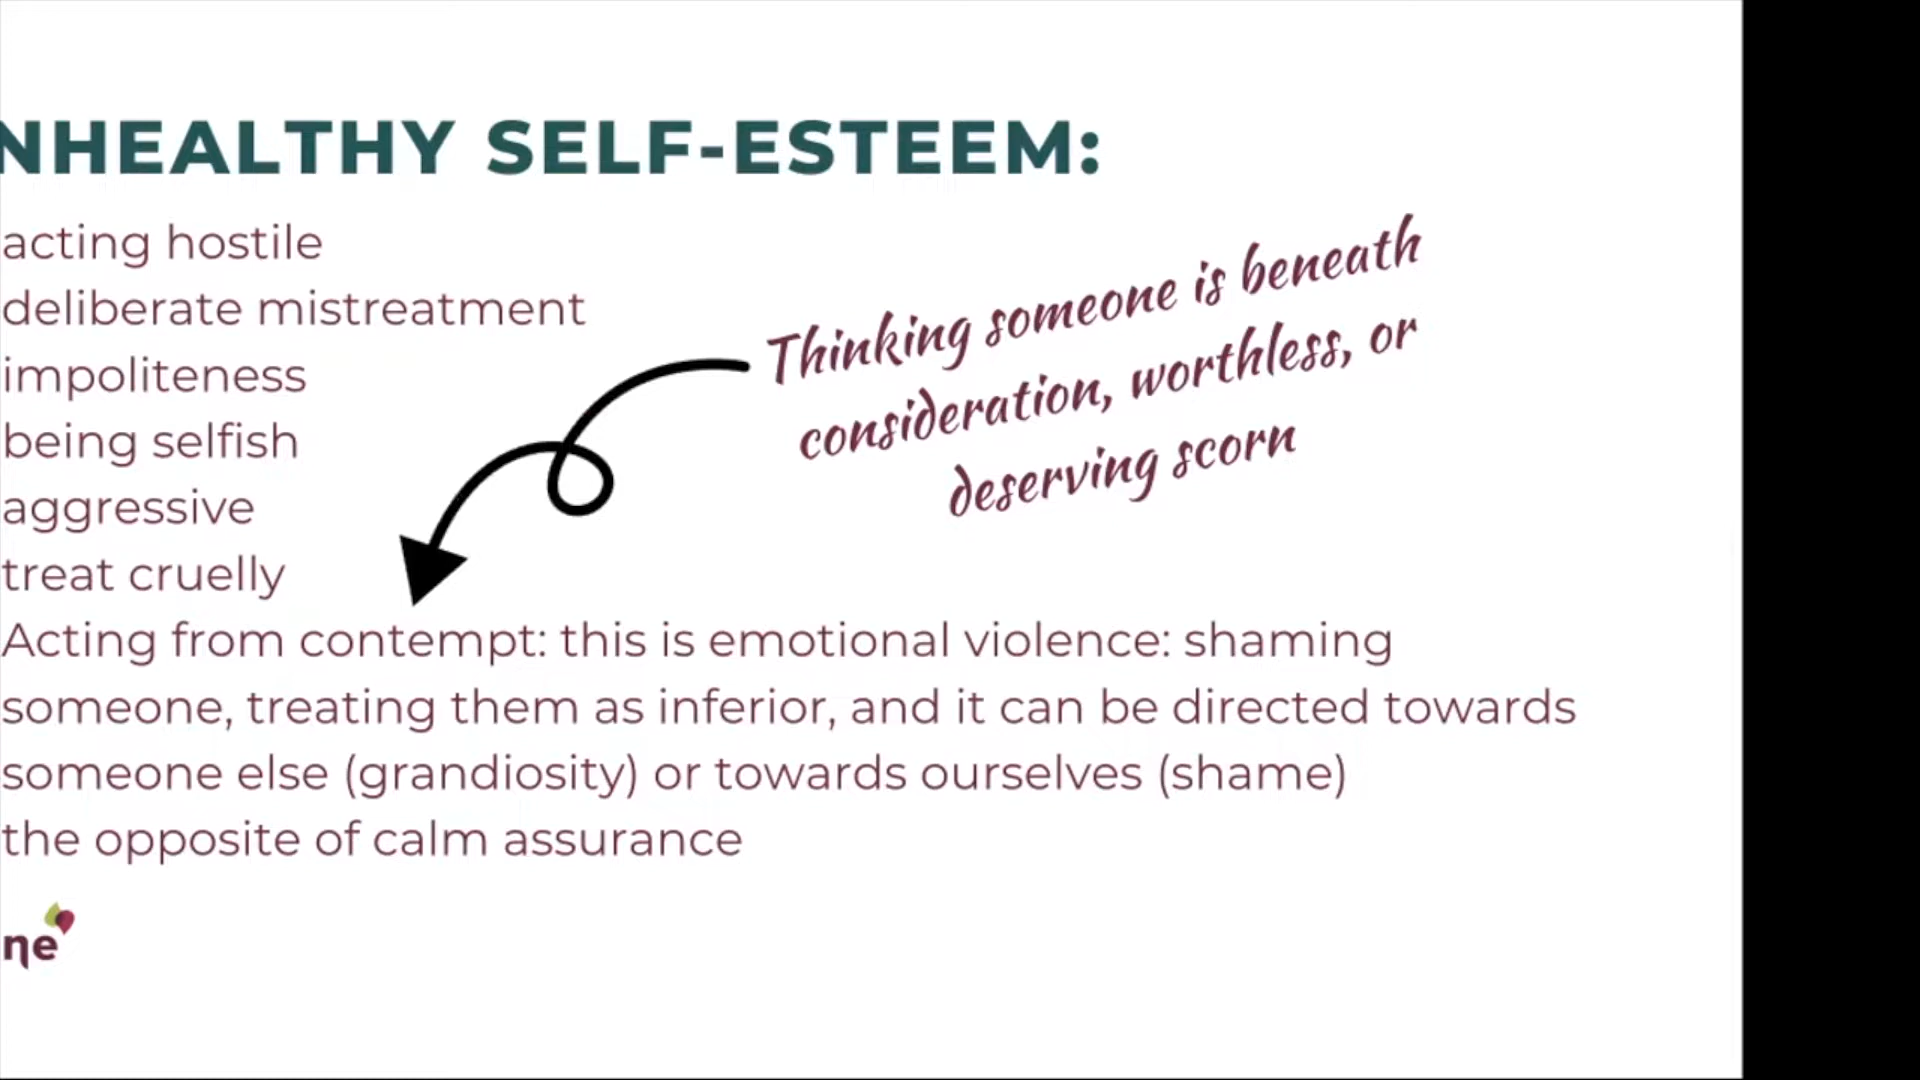 NHEALTHY SELF-ESTEEM:
acting hostile
deliberate mistreatment
impoliteness
being selfish
aggressive
treat cruelly
Thinking someone is beneath
consideration, worthless, or
deserving scorn
Acting from contempt: this is emotional violence: shaming
someone, treating them as inferior, and it can be directed towards
someone else (grandiosity) or towards ourselves (shame)
the opposite of calm assurance
ne